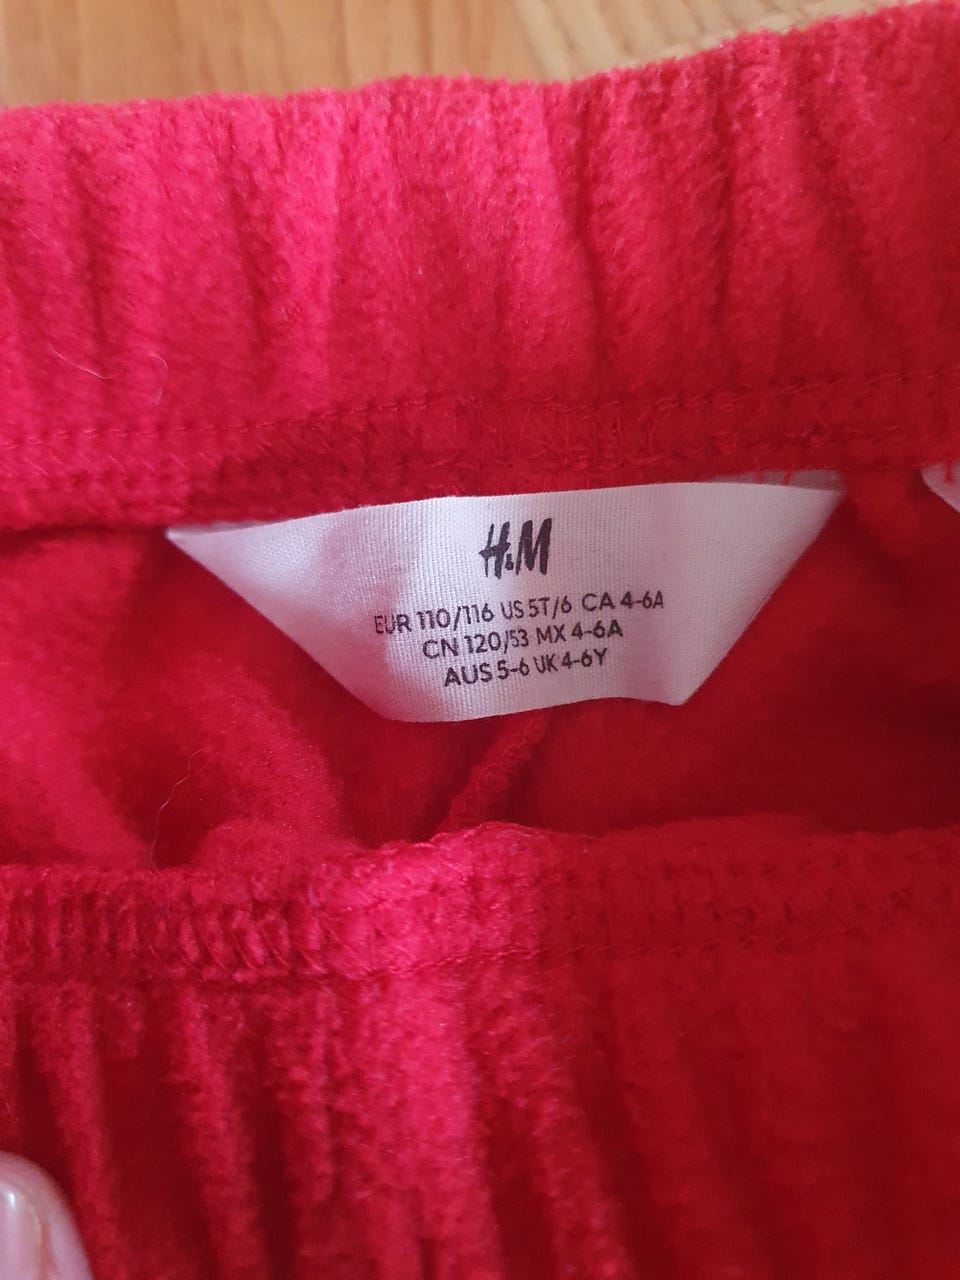 H&M
EUR 110/116 US 5T/6 CA 4-6A
CN 120/53 MX 4-6A
AUS 5-6 UK 4-6Y